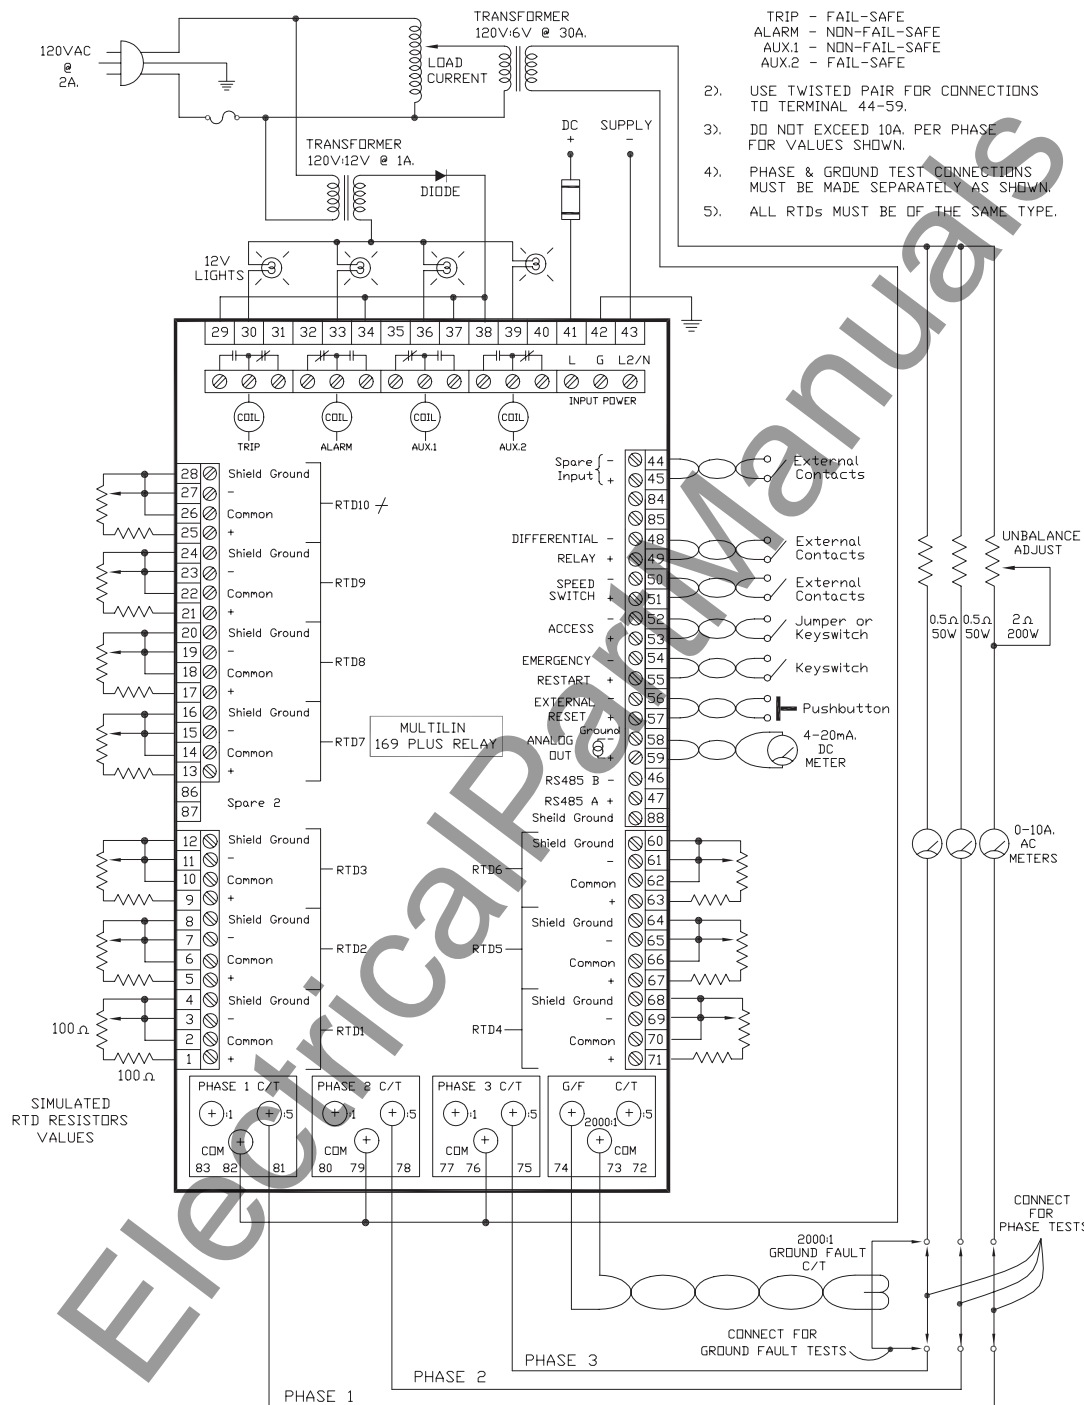 TRANSFORMER
120V:6V @ 30A.
120VAC
@
2A.
LOAD
CURRENT
TRIP - FAIL-SAFE
ALARM - NON-FAIL-SAFE
AUX.1 - NON-FAIL-SAFE
AUX.2 - FAIL-SAFE
2). USE TWISTED PAIR FOR CONNECTIONS
TO TERMINAL 44-59.
3). DO NOT EXCEED 10A. PER PHASE
FOR VALUES SHOWN.
4). PHASE & GROUND TEST CONNECTIONS
MUST BE MADE SEPARATELY AS SHOWN.
5). ALL RTDs MUST BE OF THE SAME TYPE.
TRANSFORMER
120V:12V @ 1A.
DIODE
DC SUPPLY
+ -
12V
LIGHTS
29 30 31 32 33 34 35 36 37 38 39 40 41 42 43
L G L2/N
INPUT POWER
COIL COIL COIL COIL
TRIP ALARM AUX.1 AUX.2
28 Shield Ground
27 -
26 Common
25 +
RTD10
24 Shield Ground
23 -
22 Common
21 +
RTD9
20 Shield Ground
19 -
18 Common
17 +
RTD8
16 Shield Ground
15 -
14 Common
13 +
RTD7
86
87
Spare 2
12 Shield Ground
11 -
10 Common
9 +
RTD3
8 Shield Ground
7 -
6 Common
5 +
RTD2
4 Shield Ground
3 -
2 Common
1 +
RTD1
100Ω
100Ω
SIMULATED
RTD RESISTORS
VALUES
MULTILIN
169 PLUS RELAY
Spare - 44
Input + 45
External
Contacts
84
85
DIFFERENTIAL - 48
RELAY + 49
External
Contacts
SPEED - 50
SWITCH + 51
External
Contacts
ACCESS
- 52
+ 53
Jumper or
Keyswitch
EMERGENCY - 54
RESTART + 55
Keyswitch
EXTERNAL - 56
RESET + 57
Pushbutton
Ground
ANALOG - 58
OUT + 59
4-20mA.
DC
METER
RS485 B - 46
RS485 A + 47
Sheild Ground 88
Shield Ground 60
- 61
Common 62
+ 63
RTD6
Shield Ground 64
- 65
Common 66
+ 67
RTD5
Shield Ground 68
- 69
Common 70
+ 71
RTD4
UNBALANCE
ADJUST
0.5Ω 0.5Ω 2Ω
50W 50W 200W
0-10A.
AC
METERS
PHASE 1 C/T PHASE 2 C/T PHASE 3 C/T G/F C/T
:1 :5 :1 :5 :1 :5 2000:1 :5
COM COM COM COM
83 82 81 80 79 78 77 76 75 74 73 72
CONNECT
FOR
PHASE TESTS
2000:1
GROUND FAULT
C/T
CONNECT FOR
GROUND FAULT TESTS
PHASE 3
PHASE 2
PHASE 1
ElectricalPartManuals